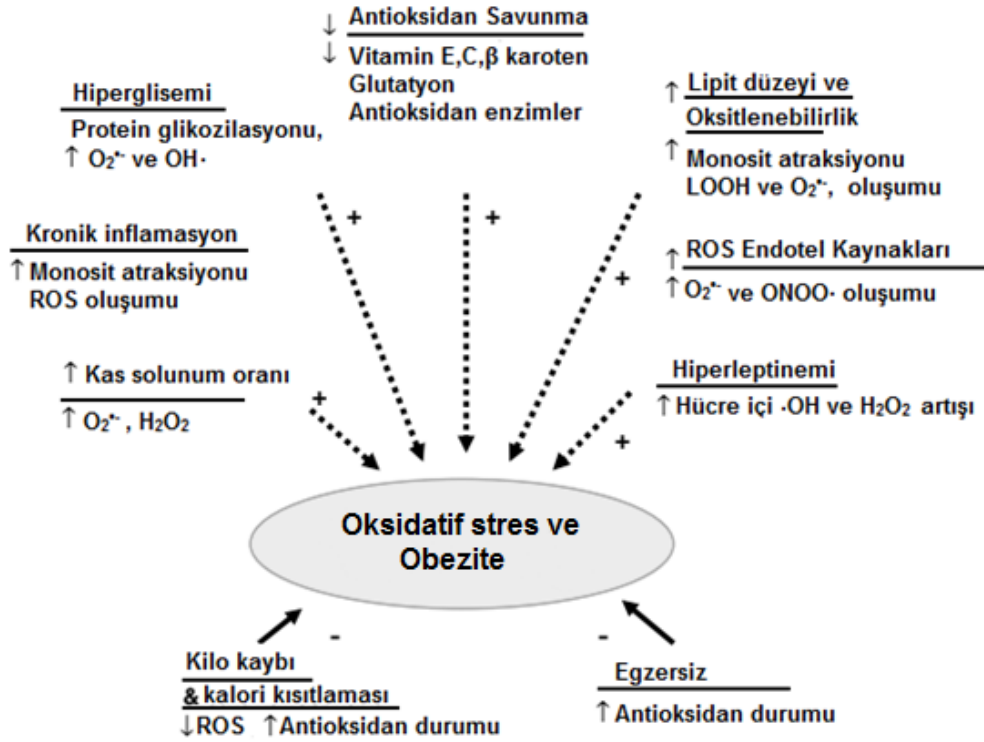 ↓ Antioksidan Savunma
↓ Vitamin E,C,β karoten
Glutatyon
Antioksidan enzimler
Hiperglisemi
Protein glikozilasyonu,
↑ O₂•- ve OH·
↑ Lipit düzeyi ve
Oksitlenebilirlik
↑ Monosit atraksiyonu
LOOH ve O₂•-, oluşumu
+
+
Kronik inflamasyon
↑ Monosit atraksiyonu
ROS oluşumu
↑ ROS Endotel Kaynakları
↑ O₂•- ve ONOO· oluşumu
+
↑ Kas solunum oranı
↑ O₂•- , H₂O₂
+
Hiperleptinemi
↑ Hücre içi ·OH ve H₂O₂ artışı
+
Oksidatif stres ve
Obezite
-
-
Kilo kaybı
& kalori kısıtlaması
↓ROS ↑Antioksidan durumu
Egzersiz
↑ Antioksidan durumu